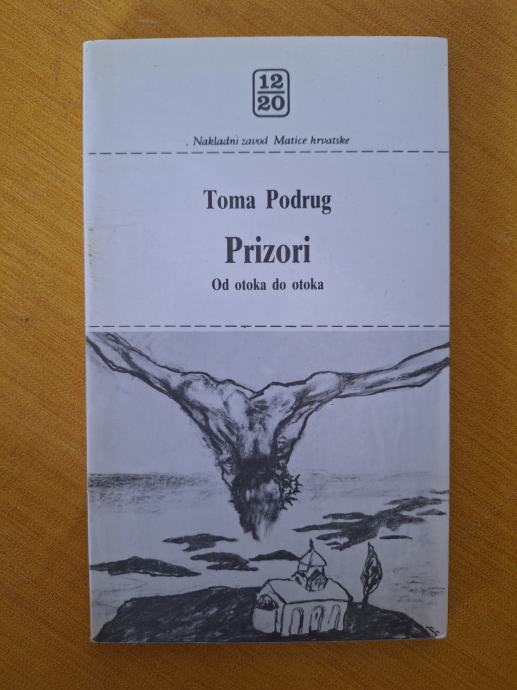 12
20
. Nakladni zavod Matice hrvatske
Toma Podrug
Prizori
Od otoka do otoka